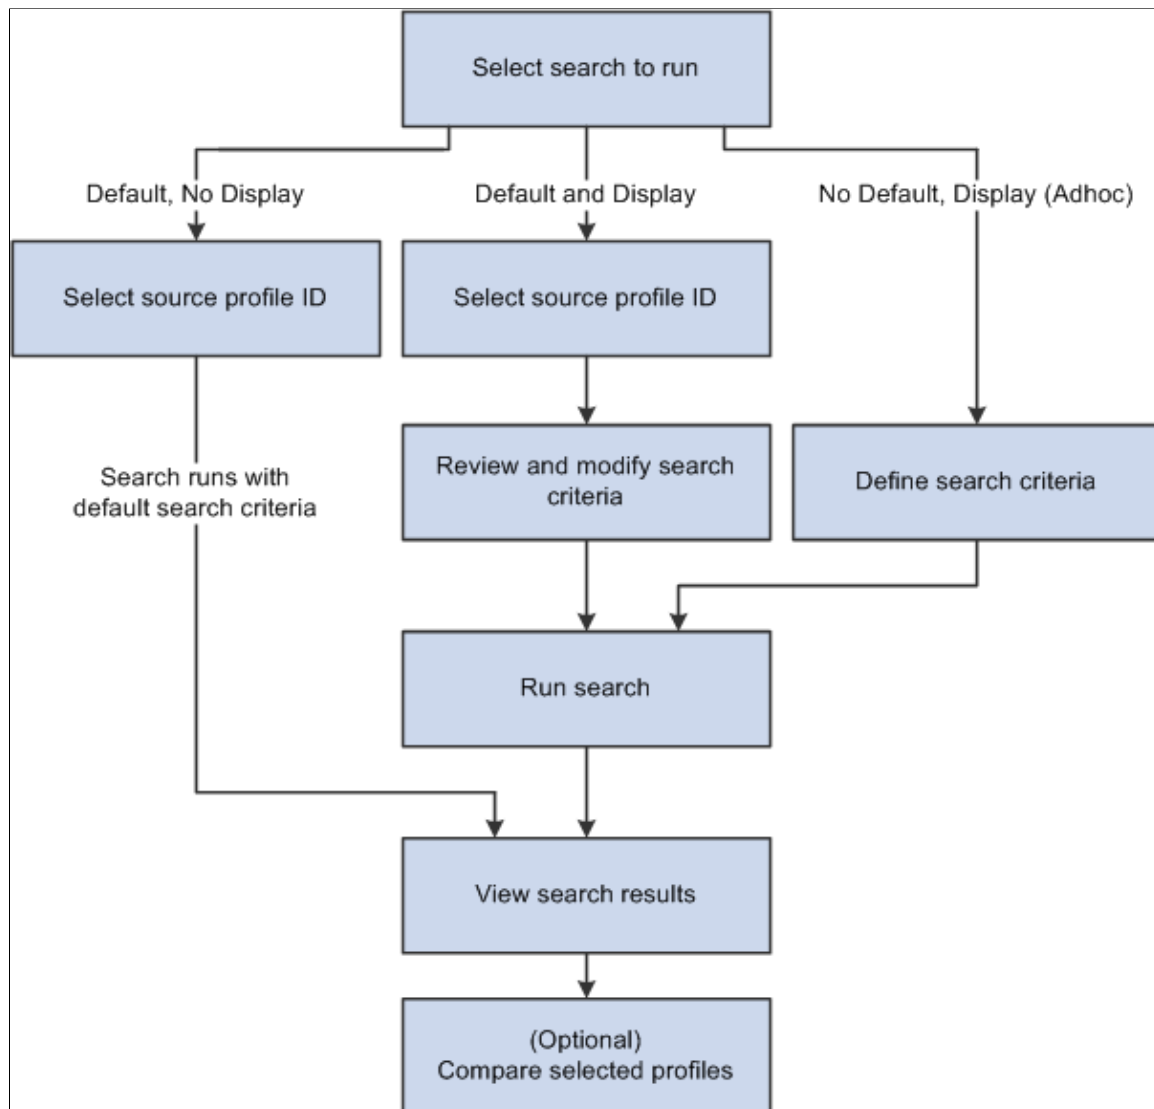 Select search to run
Default, No Display
Default and Display
No Default, Display (Adhoc)
Select source profile ID
Select source profile ID
Search runs with
default search criteria
Review and modify search
criteria
Define search criteria
Run search
View search results
(Optional)
Compare selected profiles